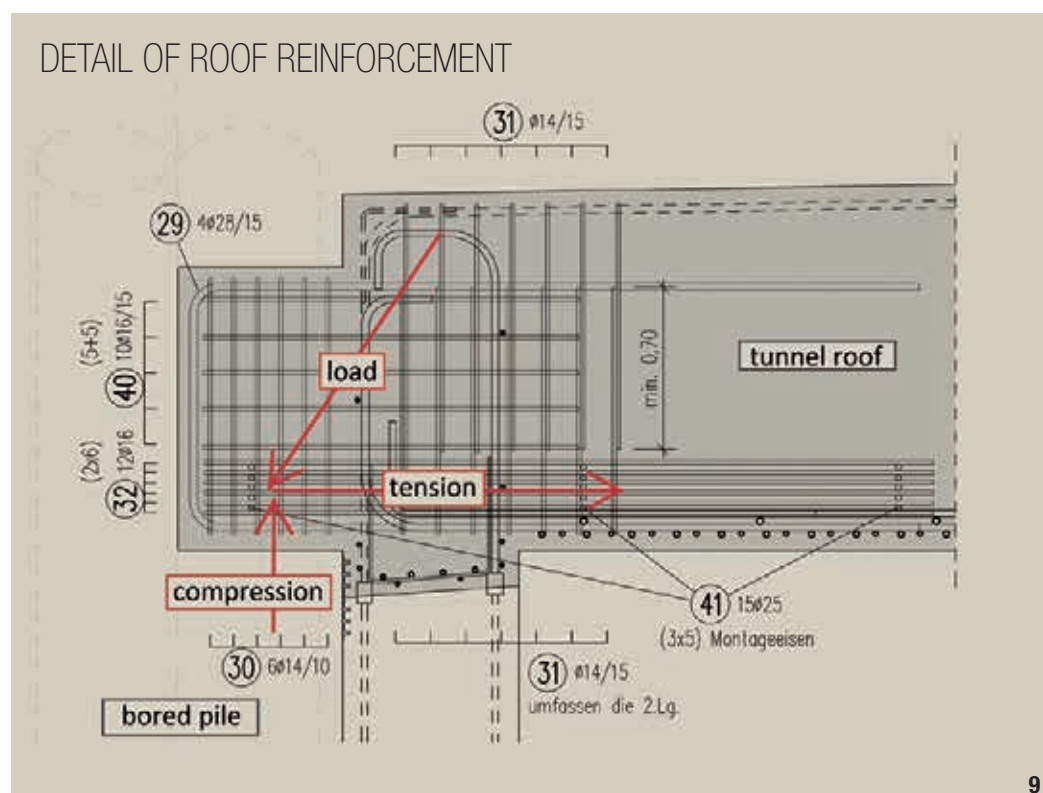 DETAIL OF ROOF REINFORCEMENT
31 ø14/15
29 4ø28/15
(5+5)
40 10ø16/15
(2x6)
32 12ø16
load
min. 0,70
tunnel roof
tension
compression
41 15ø25
(3x5) Montageeisen
30 6ø14/10
31 ø14/15
umfassen die 2.Lg.
bored pile
9